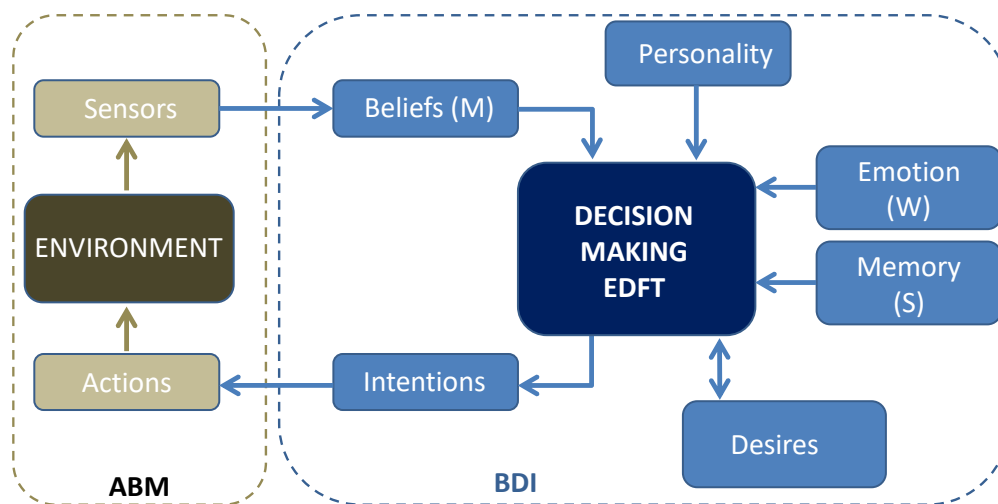 Personality
Sensors
Beliefs (M)
Emotion
(W)
DECISION
MAKING
EDFT
ENVIRONMENT
Memory
(S)
Actions
Intentions
Desires
ABM
BDI